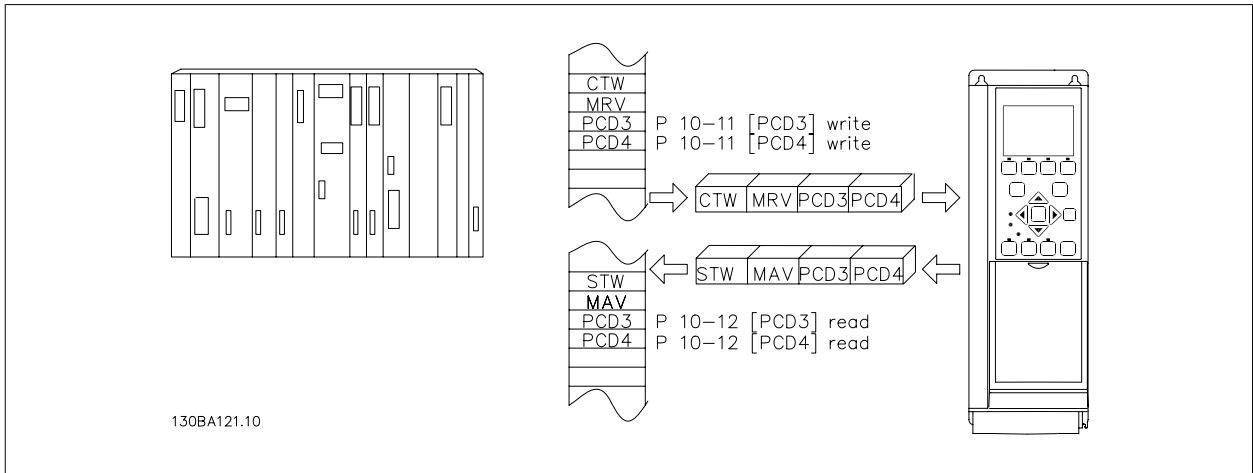 CTW
MRV
PCD3 P 10-11 [PCD3] write
PCD4 P 10-11 [PCD4] write
CTW MRV PCD3 PCD4
STW MAV PCD3 PCD4
STW
MAV
PCD3 P 10-12 [PCD3] read
PCD4 P 10-12 [PCD4] read
130BA121.10